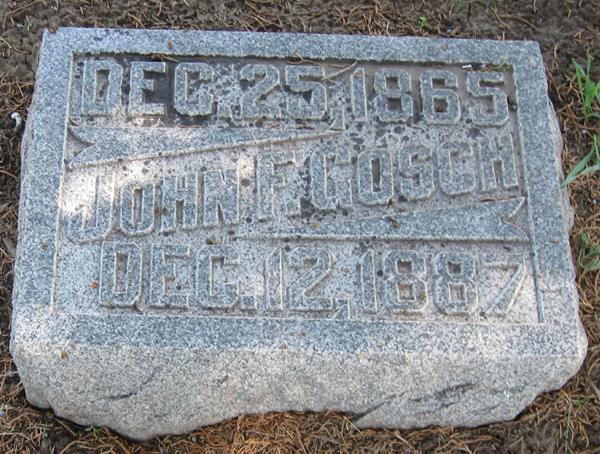 DEC. 25, 1865
JOHN F. GOSCH
DEC. 12, 1887